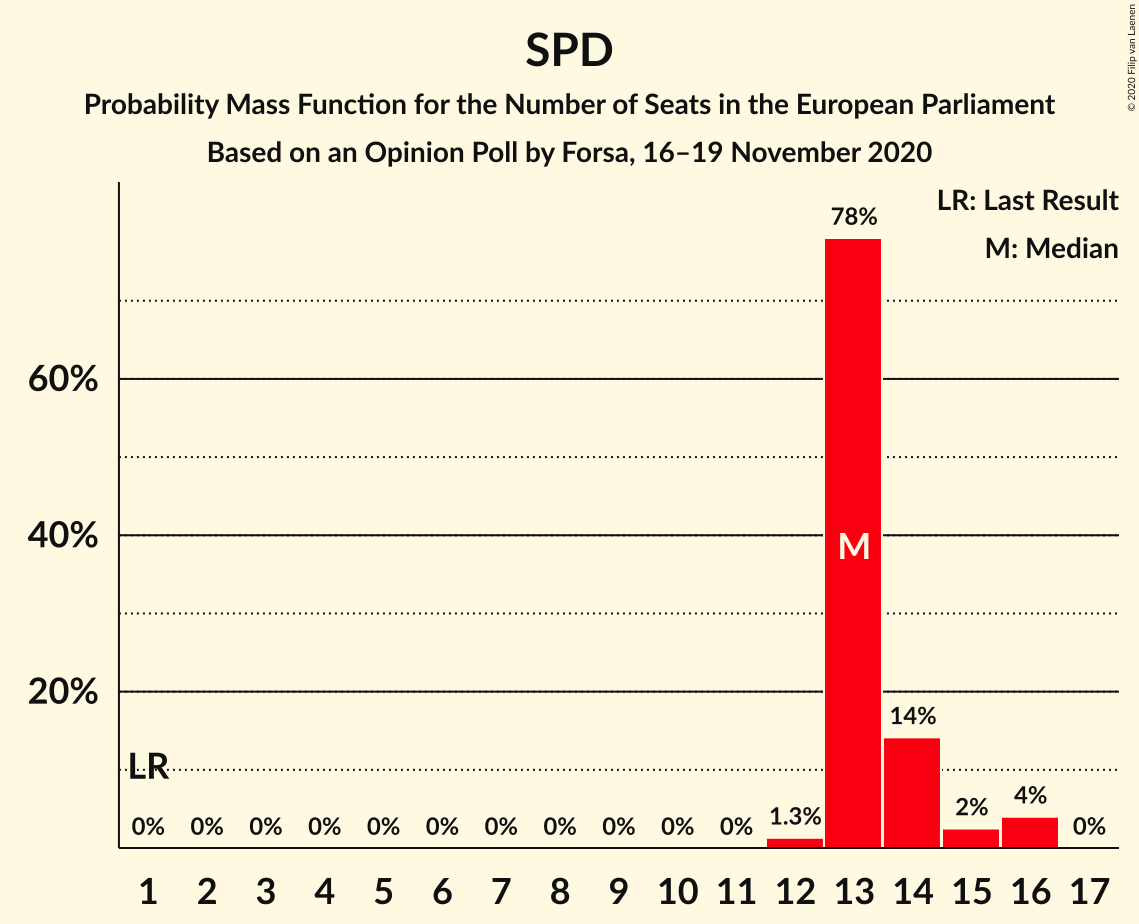 SPD
Probability Mass Function for the Number of Seats in the European Parliament
Based on an Opinion Poll by Forsa, 16–19 November 2020
© 2020 Filip van Laenen
LR: Last Result
M: Median
78%
60%
40%
M
20%
14%
LR
0% 0% 0% 0% 0% 0% 0% 0% 0% 0% 0% 1.3% 2% 4% 0%
1 2 3 4 5 6 7 8 9 10 11 12 13 14 15 16 17